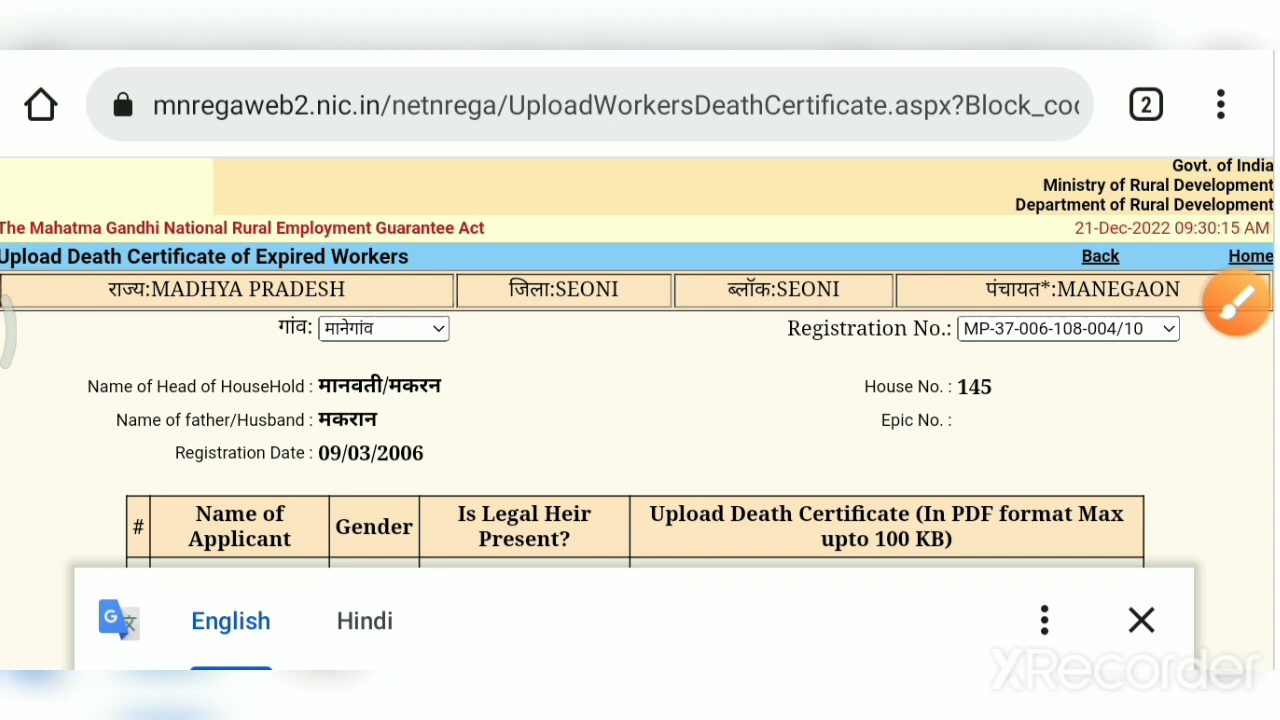 mnregaweb2.nic.in/netnrega/UploadWorkersDeathCertificate.aspx?Block_co
2
Govt. of India
Ministry of Rural Development
Department of Rural Development
The Mahatma Gandhi National Rural Employment Guarantee Act 21-Dec-2022 09:30:15 AM
Upload Death Certificate of Expired Workers Back Home
राज्य:MADHYA PRADESH जिला:SEONI ब्लॉक:SEONI पंचायत*:MANEGAON
गांव: मानेगांव Registration No.: MP-37-006-108-004/10
Name of Head of HouseHold : मानवती/मकरन House No. : 145
Name of father/Husband : मकरान Epic No. :
Registration Date : 09/03/2006
# Name of Applicant Gender Is Legal Heir Present? Upload Death Certificate (In PDF format Max upto 100 KB)
G 文 English Hindi
XRecorder